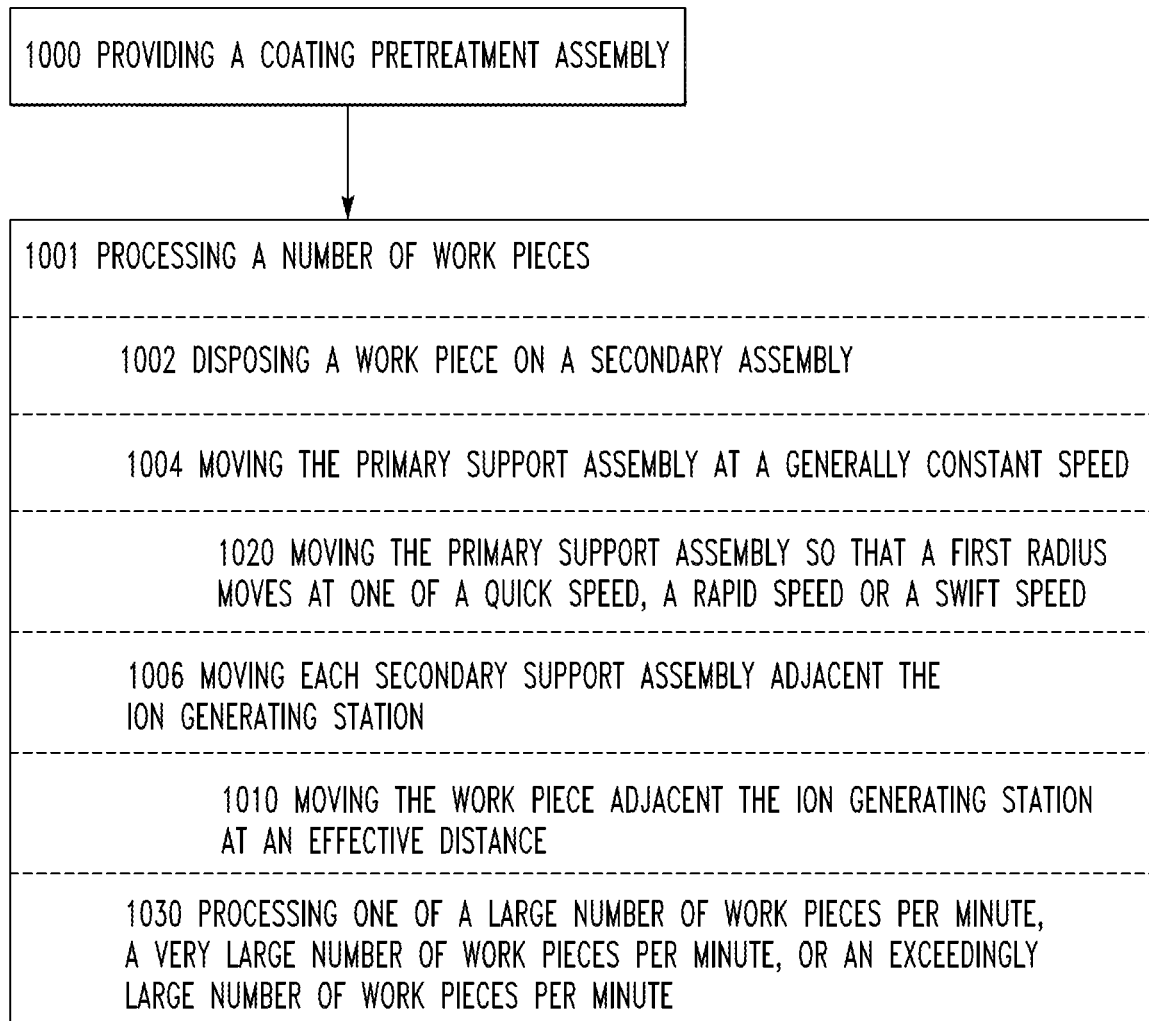 1000 PROVIDING A COATING PRETREATMENT ASSEMBLY
1001 PROCESSING A NUMBER OF WORK PIECES
1002 DISPOSING A WORK PIECE ON A SECONDARY ASSEMBLY
1004 MOVING THE PRIMARY SUPPORT ASSEMBLY AT A GENERALLY CONSTANT SPEED
1020 MOVING THE PRIMARY SUPPORT ASSEMBLY SO THAT A FIRST RADIUS
MOVES AT ONE OF A QUICK SPEED, A RAPID SPEED OR A SWIFT SPEED
1006 MOVING EACH SECONDARY SUPPORT ASSEMBLY ADJACENT THE
ION GENERATING STATION
1010 MOVING THE WORK PIECE ADJACENT THE ION GENERATING STATION
AT AN EFFECTIVE DISTANCE
1030 PROCESSING ONE OF A LARGE NUMBER OF WORK PIECES PER MINUTE,
A VERY LARGE NUMBER OF WORK PIECES PER MINUTE, OR AN EXCEEDINGLY
LARGE NUMBER OF WORK PIECES PER MINUTE